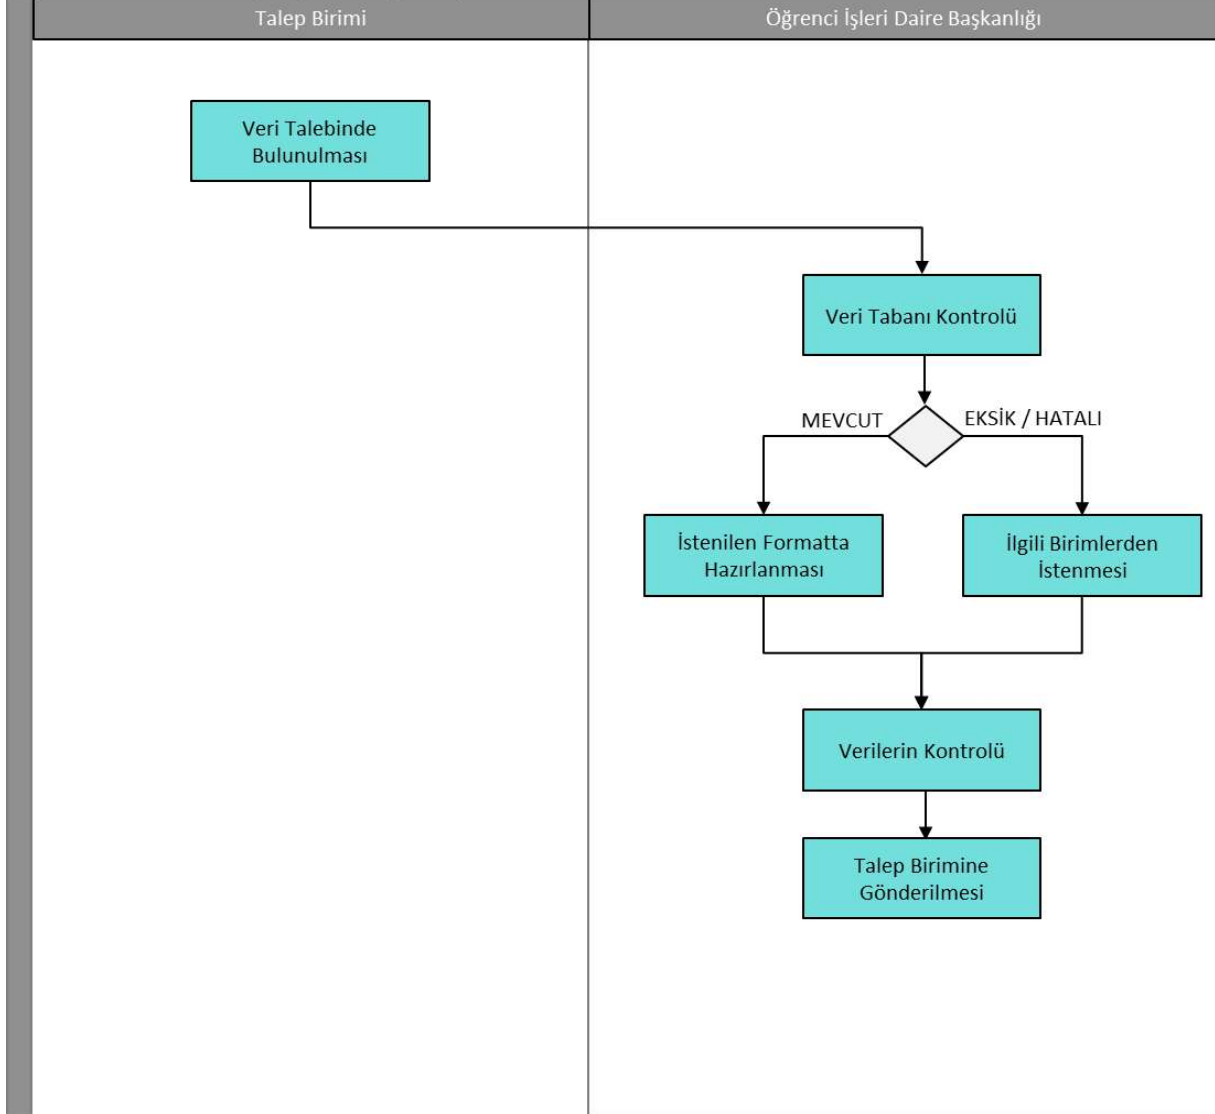 Talep Birimi
Öğrenci İşleri Daire Başkanlığı
Veri Talebinde
Bulunulması
Veri Tabanı Kontrolü
MEVCUT
EKSİK / HATALI
İstenilen Formatta
Hazırlanması
İlgili Birimlerden
İstenmesi
Verilerin Kontrolü
Talep Birimine
Gönderilmesi